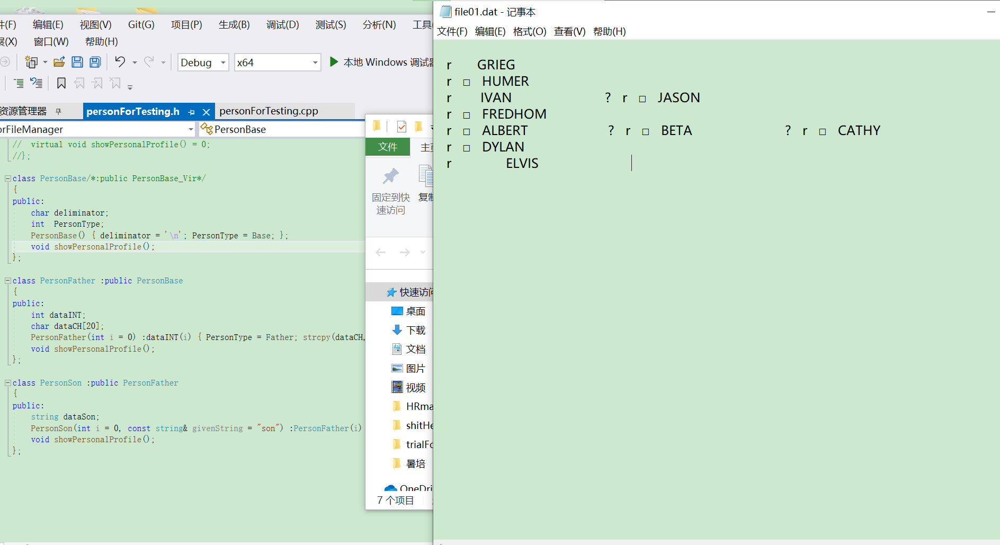 件(F) 编辑(E) 视图(V) Git(G) 项目(P) 生成(B) 调试(D) 测试(S) 分析(N) 工具(
展(X) 窗口(W) 帮助(H)
Debug x64 本地 Windows 调试器
资源管理器 personForTesting.h personForTesting.cpp
orFileManager PersonBase
// virtual void showPersonalProfile() = 0;
//};
class PersonBase/*:public PersonBase_Vir*/
{
public:
char deliminator;
int PersonType;
PersonBase() { deliminator = '\n'; PersonType = Base; };
void showPersonalProfile();
};
class PersonFather :public PersonBase
{
public:
int dataINT;
char dataCH[20];
PersonFather(int i = 0) :dataINT(i) { PersonType = Father; strcpy(dataCH,
void showPersonalProfile();
};
class PersonSon :public PersonFather
{
public:
string dataSon;
PersonSon(int i = 0, const string& givenString = "son") :PersonFather(i)
void showPersonalProfile();
};
文件 主页
固定到快
速访问
复制
快速访问
桌面
下载
文档
图片
视频
HRma
shitHe
trialFo
暑培
OneDri
7 个项目
file01.dat - 记事本
文件(F) 编辑(E) 格式(O) 查看(V) 帮助(H)
r GRIEG
r □ HUMER
r IVAN ? r □ JASON
r □ FREDHOM
r □ ALBERT ? r □ BETA ? r □ CATHY
r □ DYLAN
r ELVIS